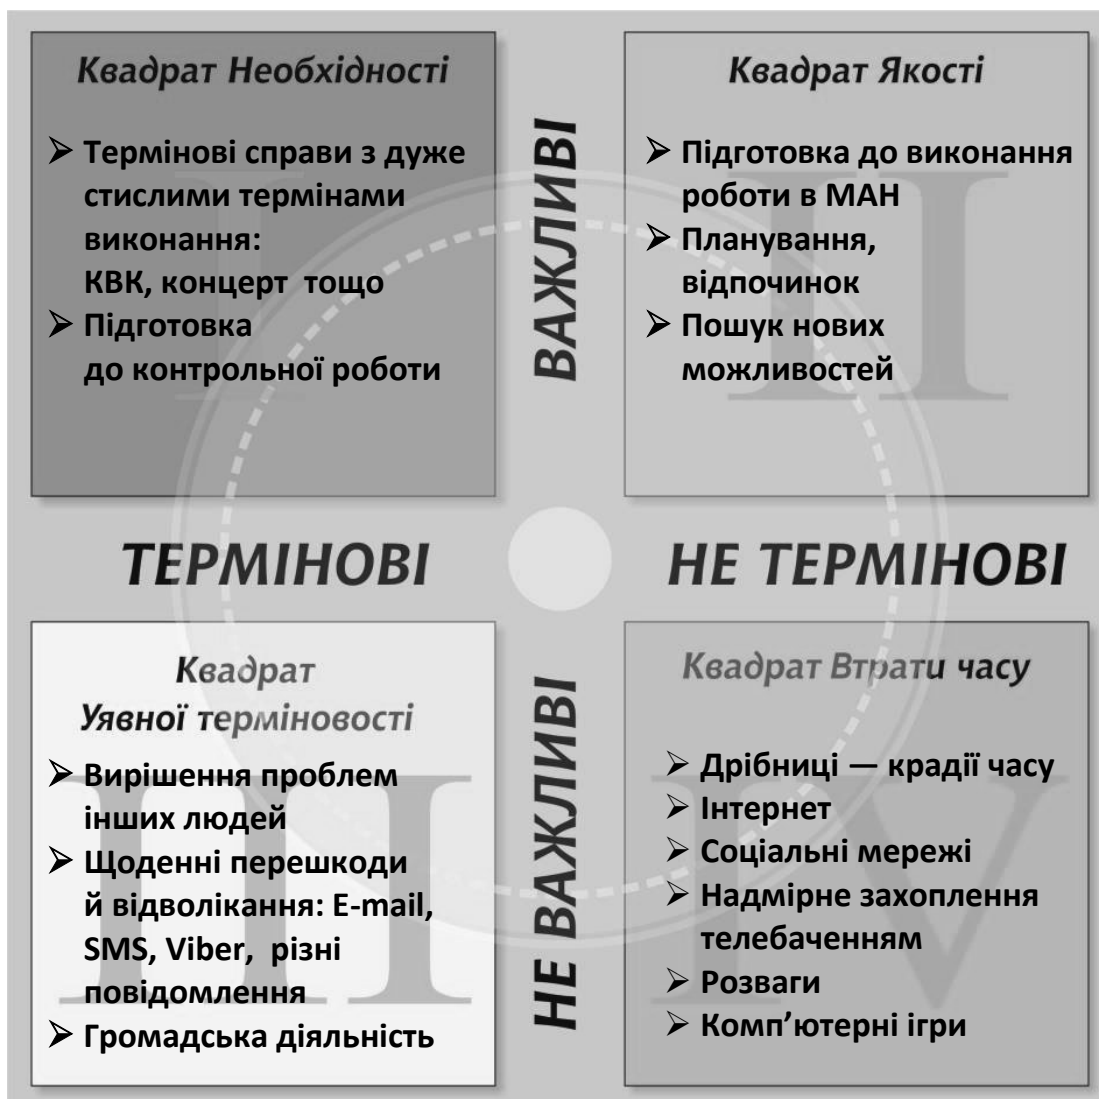 Квадрат Необхідності
➢ Термінові справи з дуже
стислими термінами
виконання:
КВК, концерт тощо
➢ Підготовка
до контрольної роботи
I
ВАЖЛИВІ
Квадрат Якості
➢ Підготовка до виконання
роботи в МАН
➢ Планування,
відпочинок
➢ Пошук нових
можливостей
II
ТЕРМІНОВІ
НЕ ТЕРМІНОВІ
Квадрат
Уявної терміновості
➢ Вирішення проблем
інших людей
➢ Щоденні перешкоди
й відволікання: E-mail,
SMS, Viber, різні
повідомлення
➢ Громадська діяльність
III
НЕ ВАЖЛИВІ
Квадрат Втрати часу
➢ Дрібниці — крадії часу
➢ Інтернет
➢ Соціальні мережі
➢ Надмірне захоплення
телебаченням
➢ Розваги
➢ Комп’ютерні ігри
IV